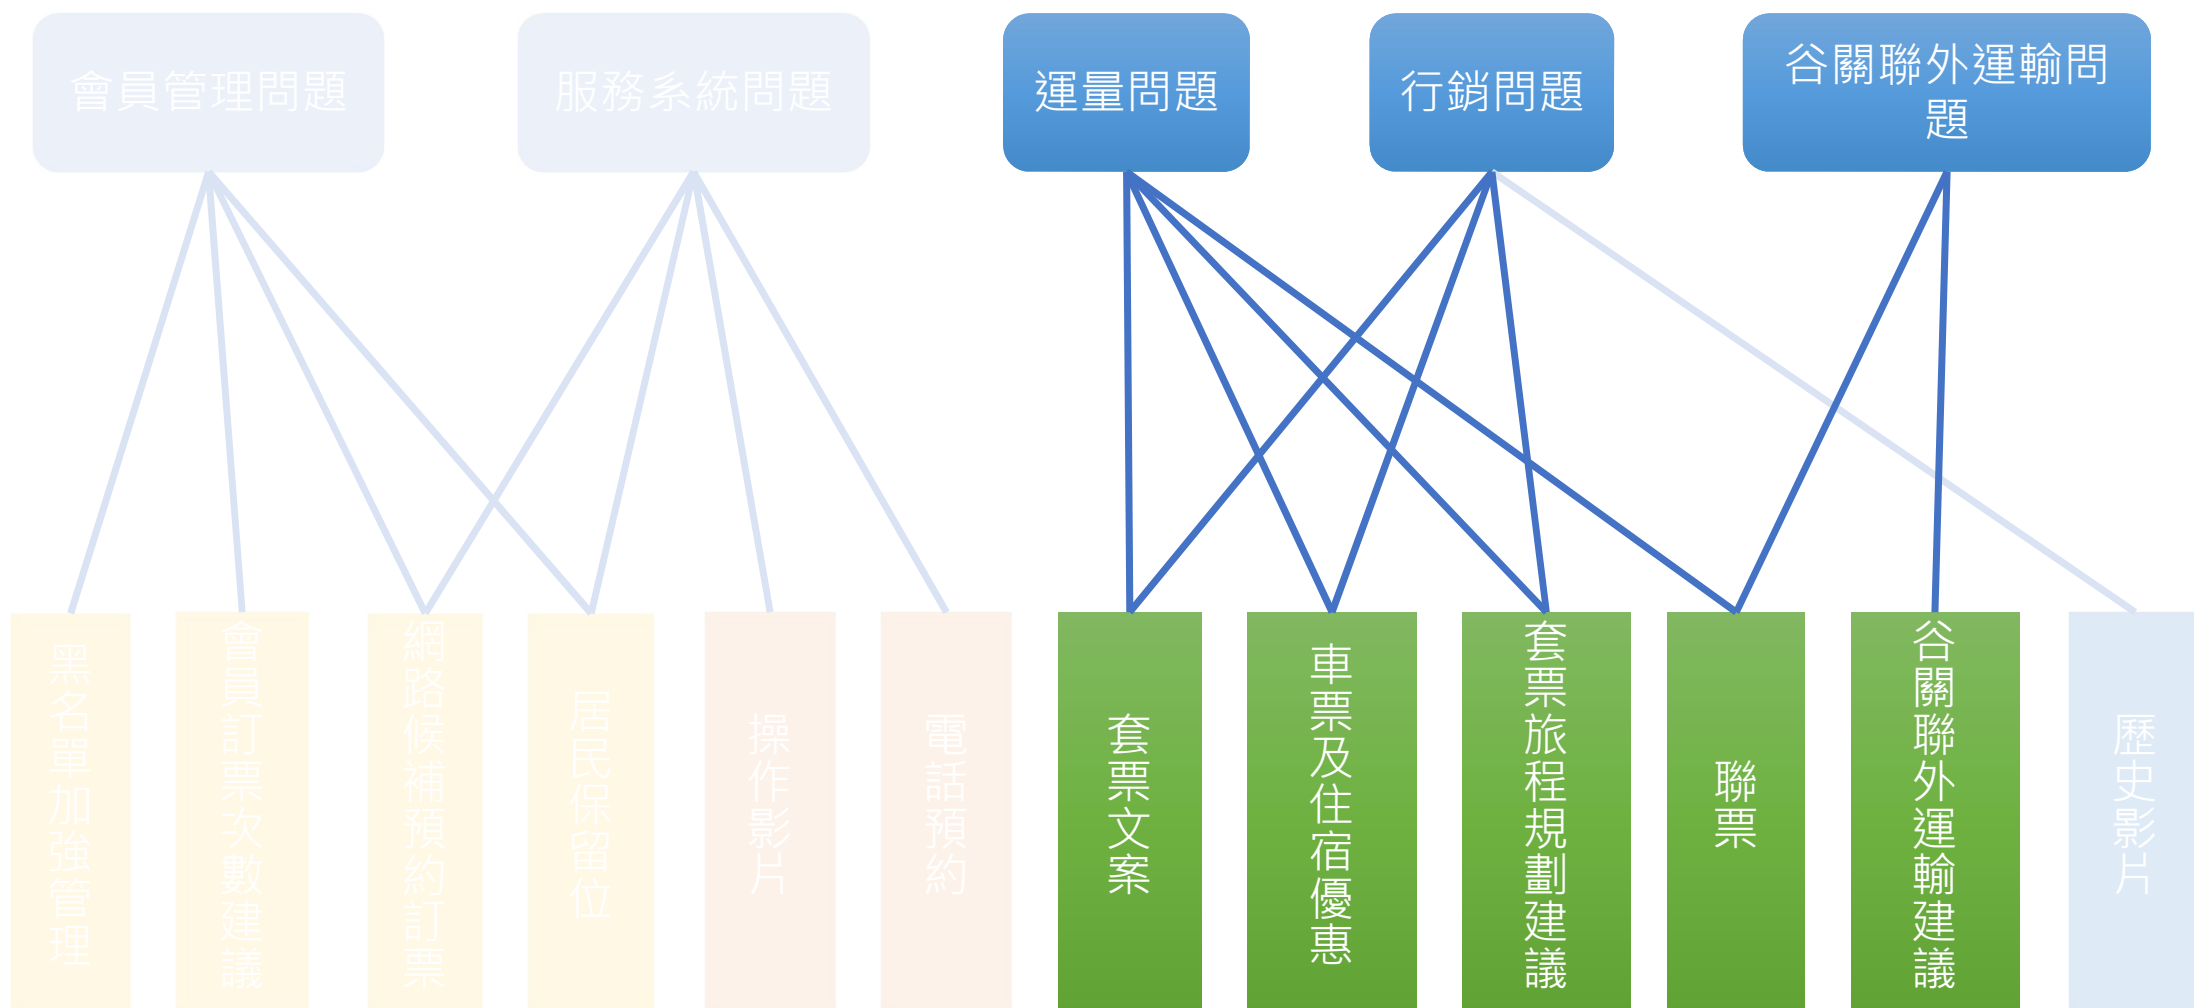 會員管理問題
服務系統問題
運量問題
行銷問題
谷關聯外運輸問
題
黑名單加強管理
會員訂票次數建議
網路候補預約訂票
居民保留位
操作影片
電話預約
套票文案
車票及住宿優惠
套票旅程規劃建議
聯票
谷關聯外運輸建議
歷史影片